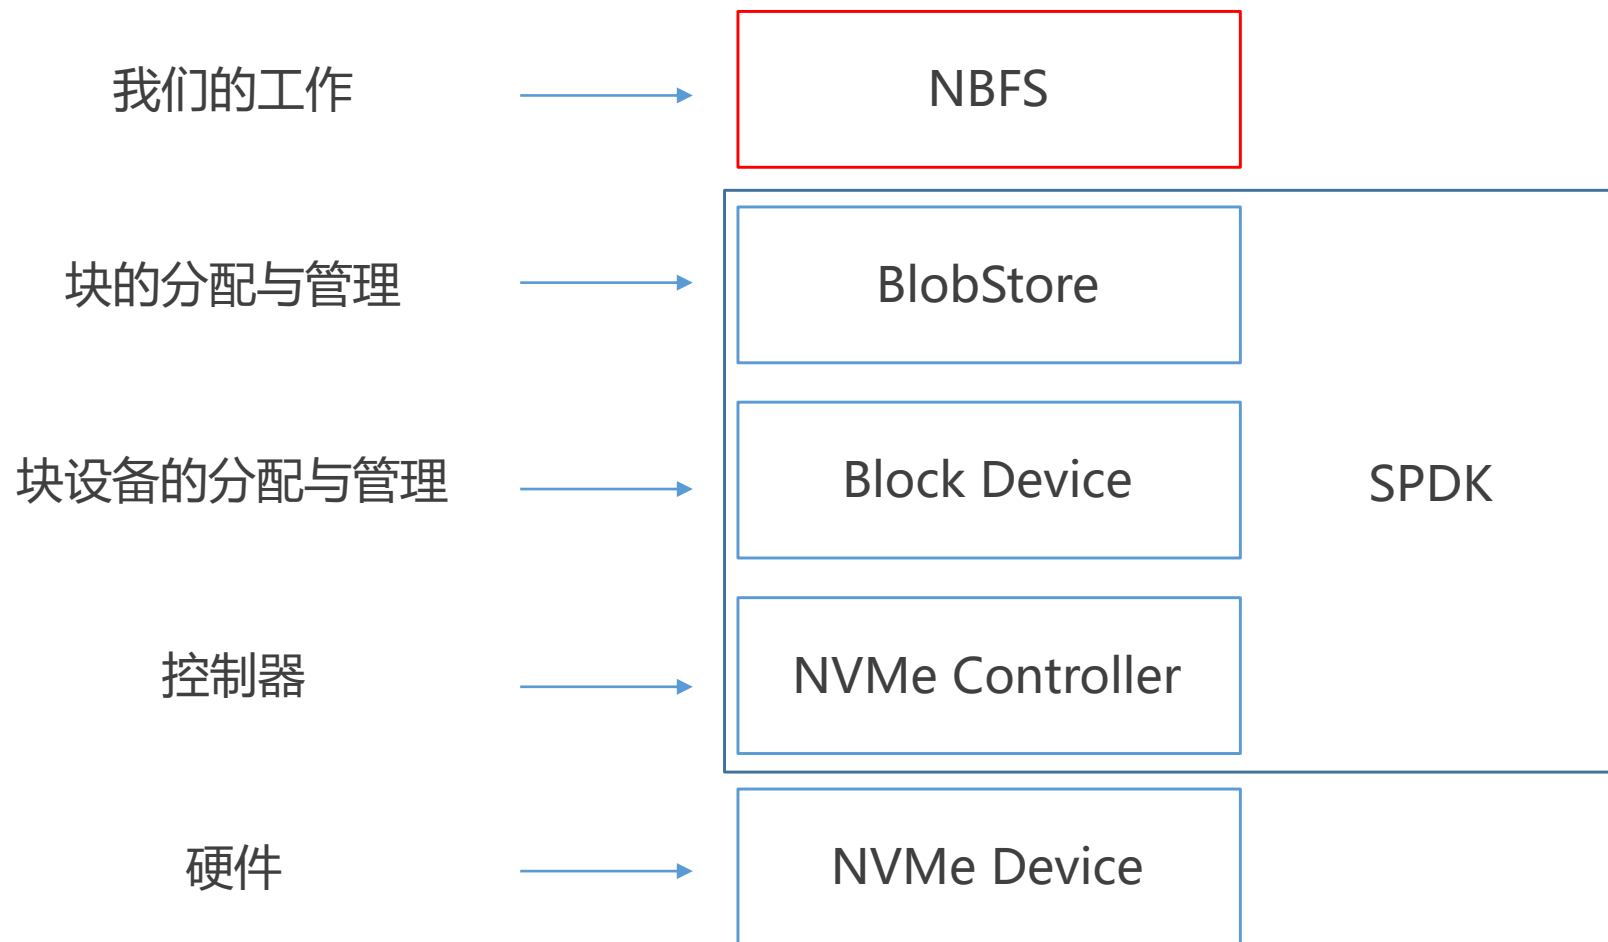 我们的工作
NBFS
块的分配与管理
BlobStore
块设备的分配与管理
Block Device
SPDK
控制器
NVMe Controller
硬件
NVMe Device